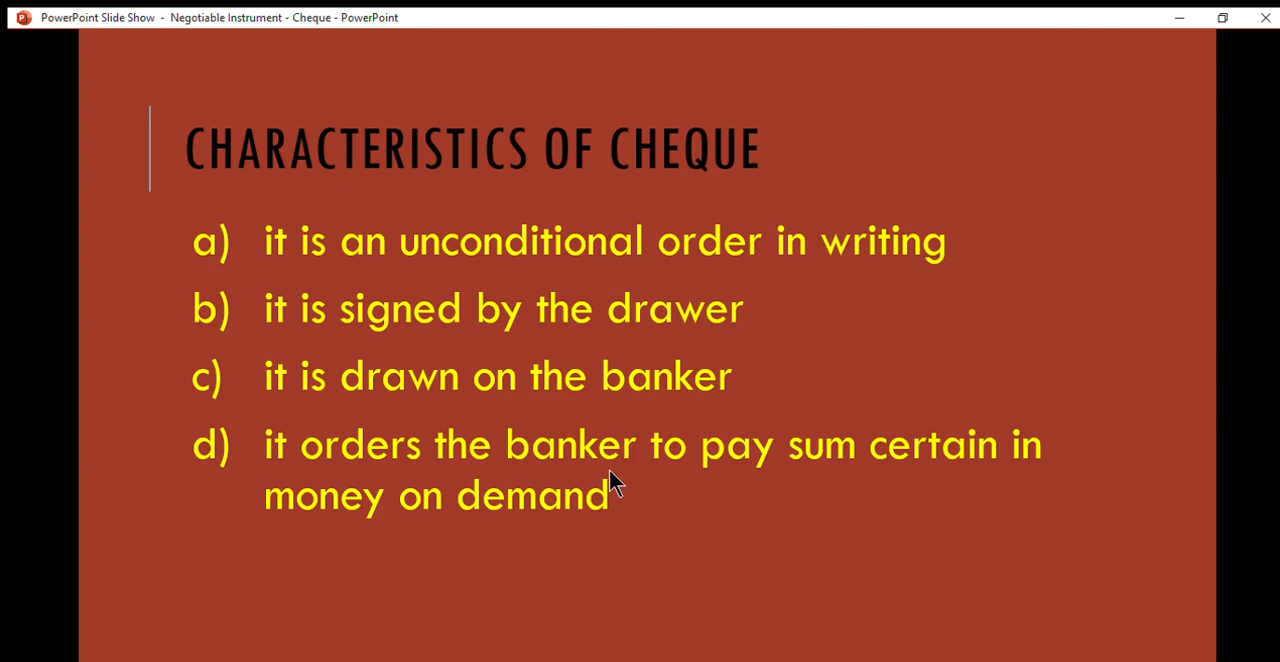 PowerPoint Slide Show - Negotiable Instrument - Cheque - PowerPoint
CHARACTERISTICS OF CHEQUE
a) it is an unconditional order in writing
b) it is signed by the drawer
c) it is drawn on the banker
d) it orders the banker to pay sum certain in
money on demand